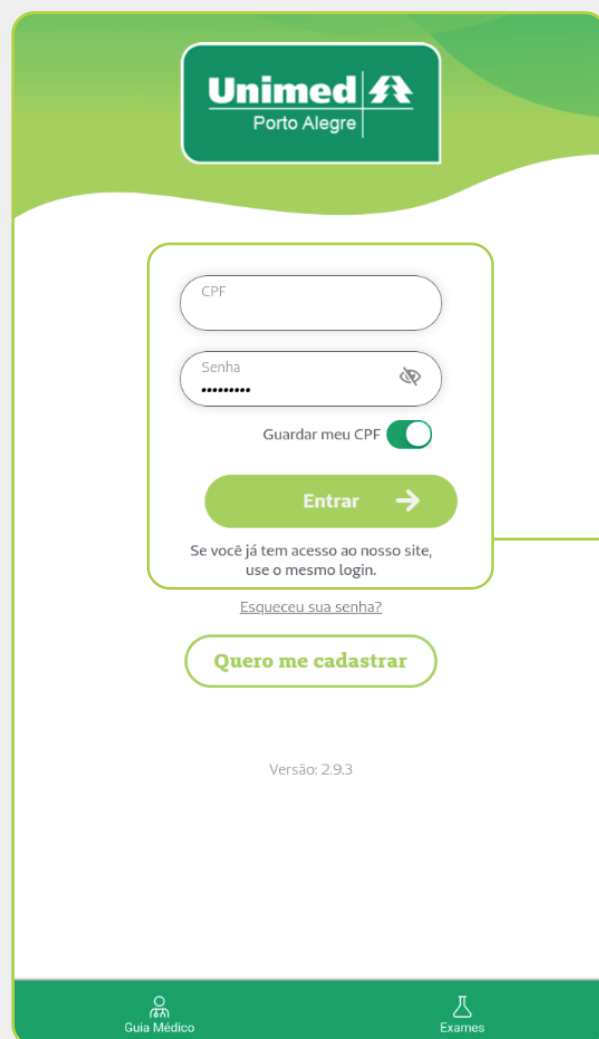 Unimed
Porto Alegre
CPF
Senha
•••••••••
Guardar meu CPF
Entrar
Se você já tem acesso ao nosso site,
use o mesmo login.
Esqueceu sua senha?
Quero me cadastrar
Versão: 2.9.3
Guia Médico
Exames